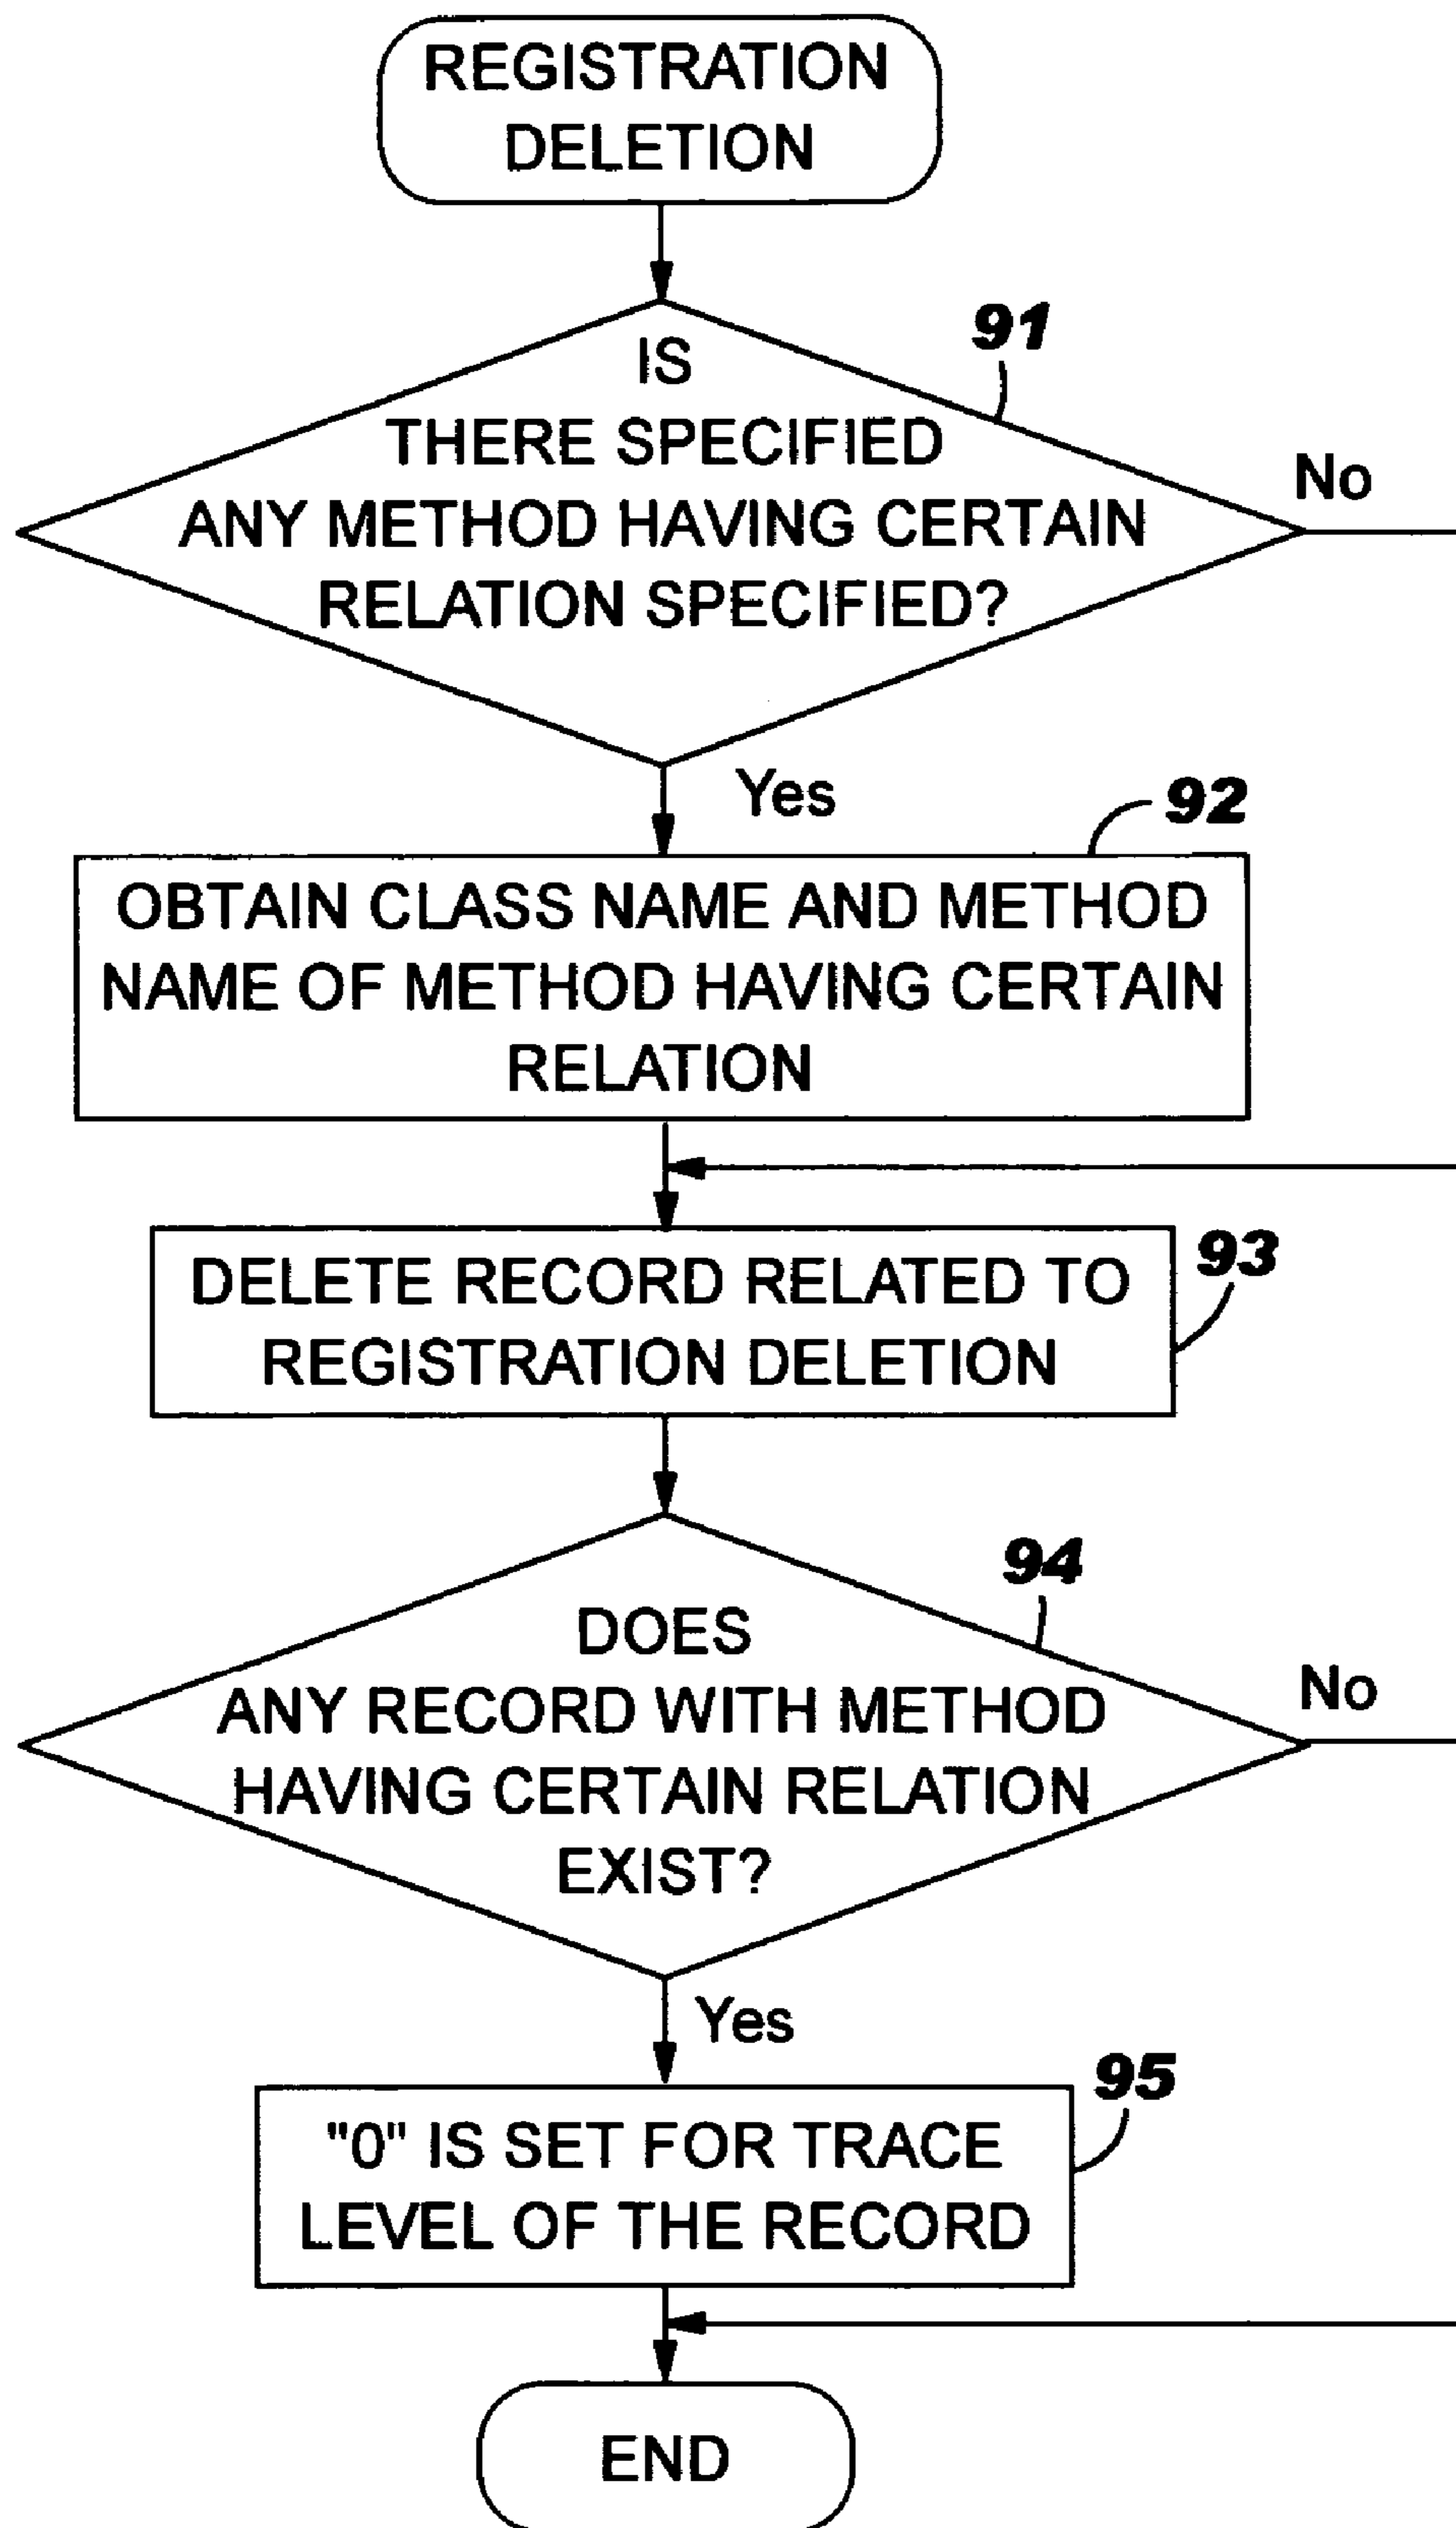 REGISTRATION
DELETION
91
IS
THERE SPECIFIED
ANY METHOD HAVING CERTAIN
RELATION SPECIFIED?
No
Yes
92
OBTAIN CLASS NAME AND METHOD
NAME OF METHOD HAVING CERTAIN
RELATION
93
DELETE RECORD RELATED TO
REGISTRATION DELETION
94
DOES
ANY RECORD WITH METHOD
HAVING CERTAIN RELATION
EXIST?
No
Yes
95
"0" IS SET FOR TRACE
LEVEL OF THE RECORD
END